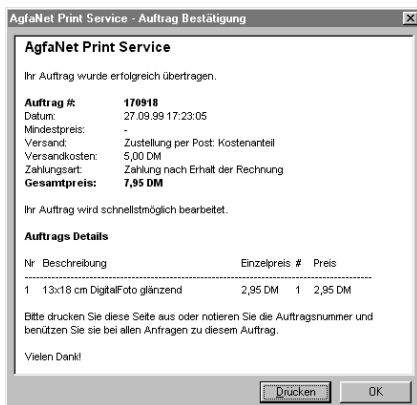 AgfaNet Print Service - Auftrag Bestätigung
AgfaNet Print Service
Ihr Auftrag wurde erfolgreich übertragen.
Auftrag #: 170918
Datum: 27.09.99 17:23:05
Mindestpreis: -
Versand: Zustellung per Post: Kostenanteil
Versandkosten: 5,00 DM
Zahlungsart: Zahlung nach Erhalt der Rechnung
Gesamtpreis: 7,95 DM
Ihr Auftrag wird schnellstmöglich bearbeitet.
Auftrags Details
Nr Beschreibung Einzelpreis # Preis
1 13x18 cm DigitalFoto glänzend 2,95 DM 1 2,95 DM
Bitte drucken Sie diese Seite aus oder notieren Sie die Auftragsnummer und
benützen Sie sie bei allen Anfragen zu diesem Auftrag.
Vielen Dank!
Drücken OK